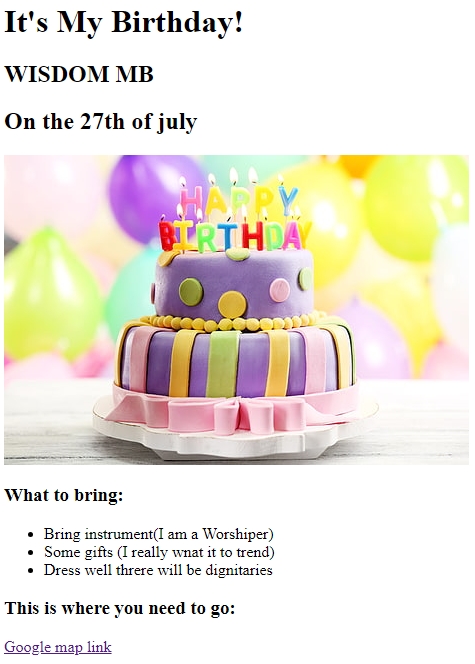 It's My Birthday!
WISDOM MB
On the 27th of july
HAPPY
BIRTHDAY
What to bring:
Bring instrument(I am a Worshiper)
Some gifts (I really wnat it to trend)
Dress well threre will be dignitaries
This is where you need to go:
Google map link